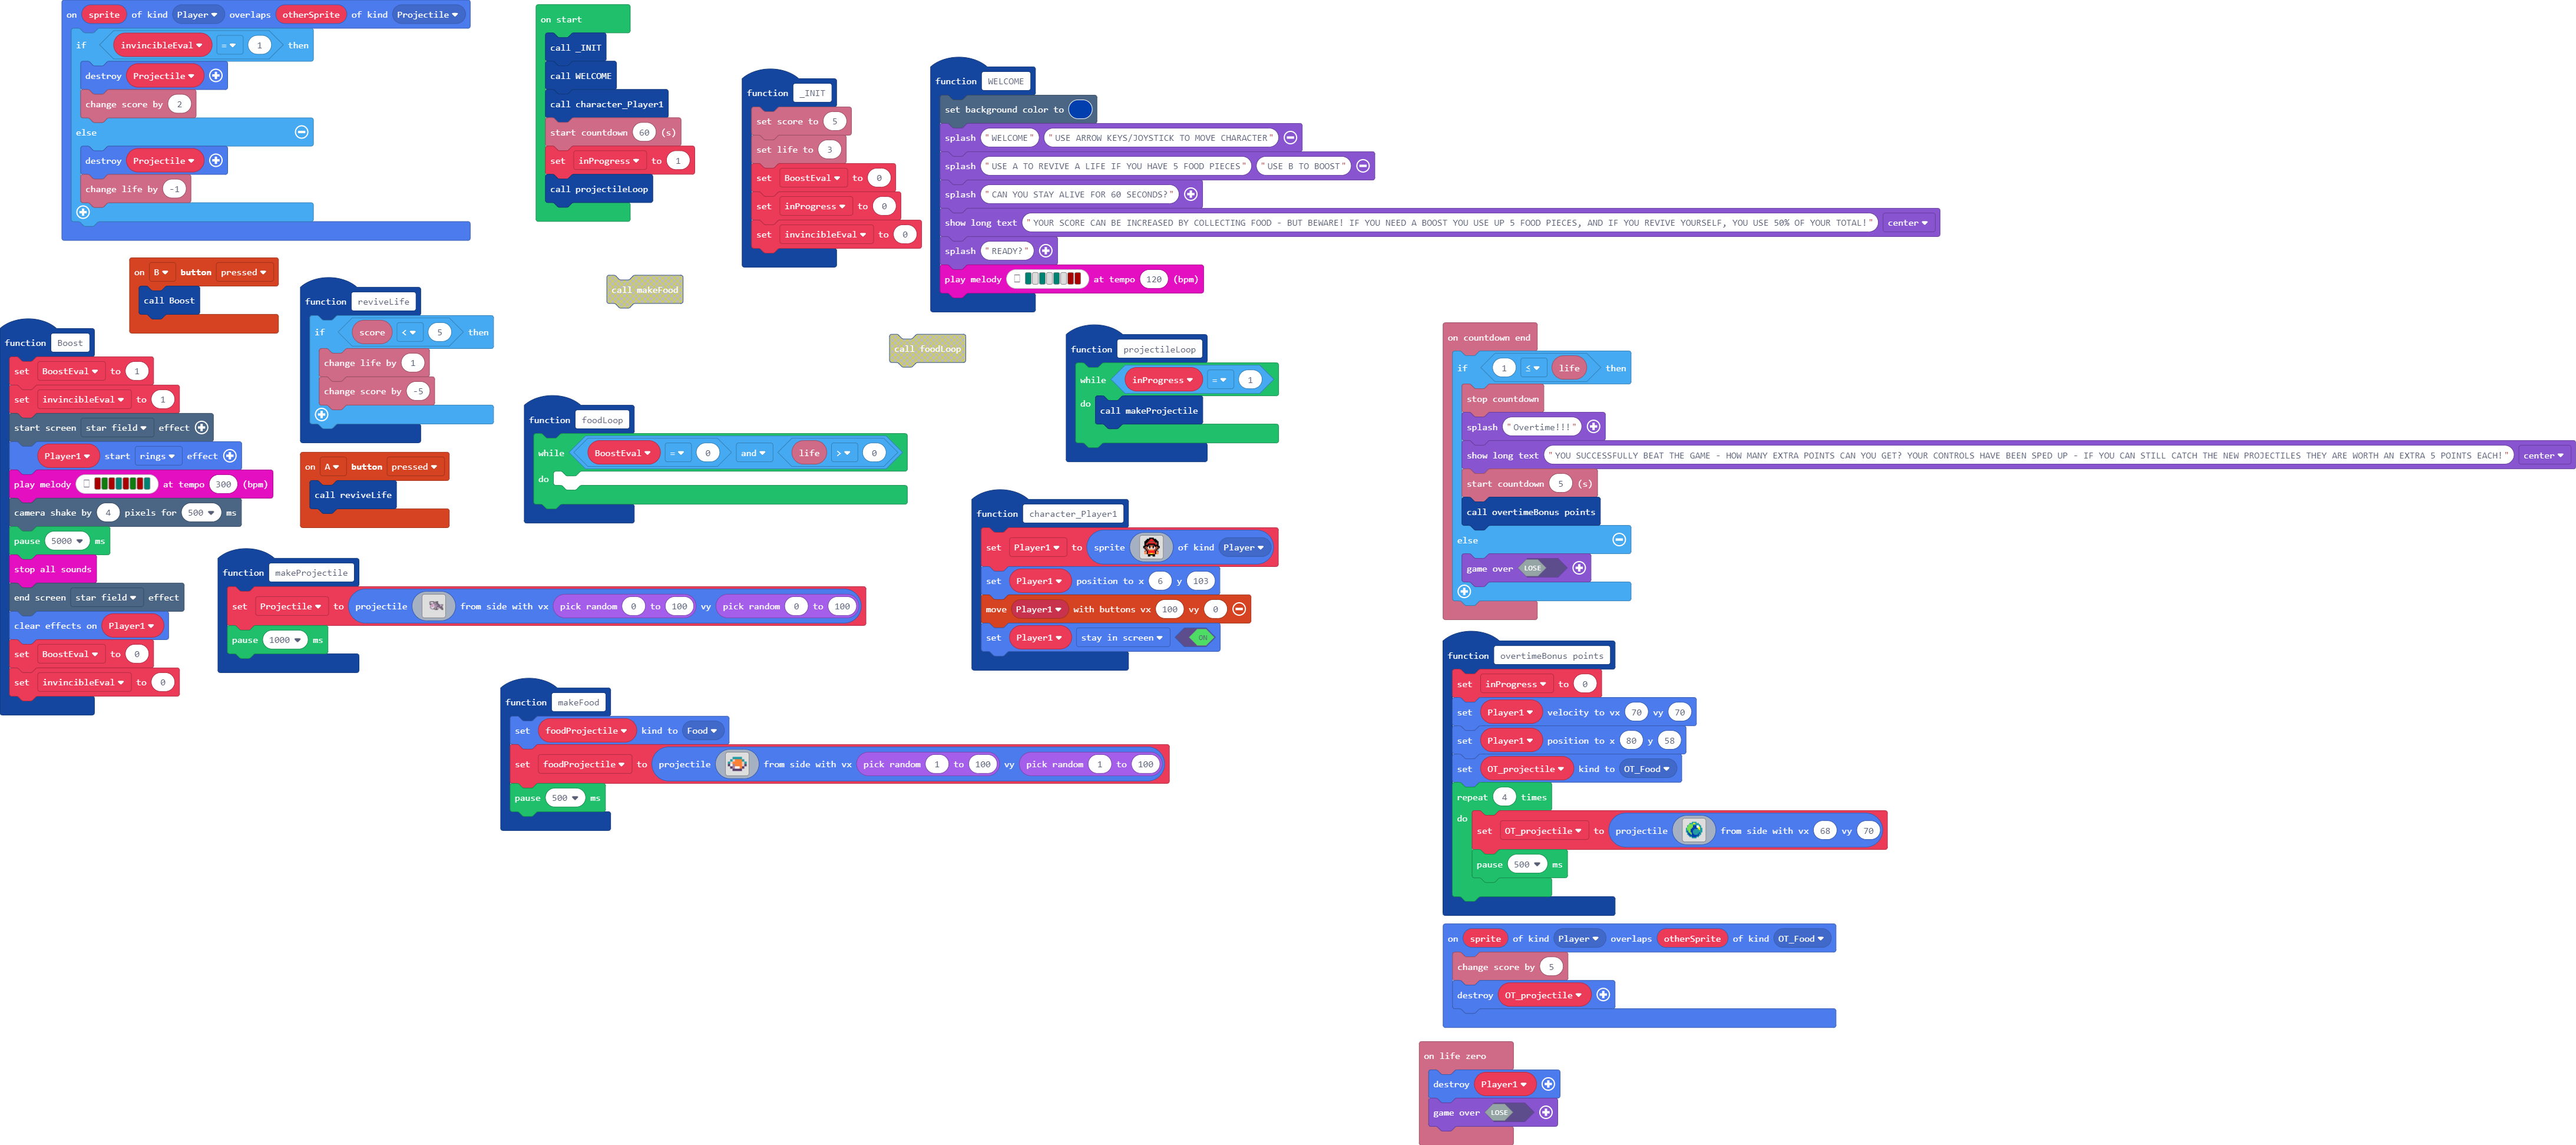 on sprite of kind Player overlaps otherSprite of kind Projectile
if invincibleEval = 1 then
destroy Projectile
change score by 2
else
destroy Projectile
change life by -1
on start
call _INIT
call WELCOME
call character_Player1
start countdown 60 (s)
set inProgress to 1
call projectileLoop
function _INIT
set score to 5
set life to 3
set BoostEval to 0
set inProgress to 0
set invincibleEval to 0
function WELCOME
set background color to
splash "WELCOME" "USE ARROW KEYS/JOYSTICK TO MOVE CHARACTER"
splash "USE A TO REVIVE A LIFE IF YOU HAVE 5 FOOD PIECES" "USE B TO BOOST"
splash "CAN YOU STAY ALIVE FOR 60 SECONDS?"
show long text "YOUR SCORE CAN BE INCREASED BY COLLECTING FOOD - BUT BEWARE! IF YOU NEED A BOOST YOU USE UP 5 FOOD PIECES, AND IF YOU REVIVE YOURSELF, YOU USE 50% OF YOUR TOTAL!" center
splash "READY?"
play melody at tempo 120 (bpm)
on B button pressed
call Boost
function Boost
set BoostEval to 1
set invincibleEval to 1
start screen star field effect
Player1 start rings effect
play melody at tempo 300 (bpm)
camera shake by 4 pixels for 500 ms
pause 5000 ms
stop all sounds
end screen star field effect
clear effects on Player1
set BoostEval to 0
set invincibleEval to 0
function reviveLife
if score < 5 then
change life by 1
change score by -5
on A button pressed
call reviveLife
call makeFood
call foodLoop
function foodLoop
while BoostEval = 0 and life > 0
do
function projectileLoop
while inProgress = 1
do call makeProjectile
function character_Player1
set Player1 to sprite of kind Player
set Player1 position to x 6 y 103
move Player1 with buttons vx 100 vy 0
set Player1 stay in screen ON
function makeProjectile
set Projectile to projectile from side with vx pick random 0 to 100 vy pick random 0 to 100
pause 1000 ms
function makeFood
set foodProjectile kind to Food
set foodProjectile to projectile from side with vx pick random 1 to 100 vy pick random 1 to 100
pause 500 ms
on countdown end
if 1 ≤ life then
stop countdown
splash "Overtime!!!"
show long text "YOU SUCCESSFULLY BEAT THE GAME - HOW MANY EXTRA POINTS CAN YOU GET? YOUR CONTROLS HAVE BEEN SPED UP - IF YOU CAN STILL CATCH THE NEW PROJECTILES THEY ARE WORTH AN EXTRA 5 POINTS EACH!" center
start countdown 5 (s)
call overtimeBonus points
else
game over LOSE
function overtimeBonus points
set inProgress to 0
set Player1 velocity to vx 70 vy 70
set Player1 position to x 80 y 58
set OT_projectile kind to OT_Food
repeat 4 times
do set OT_projectile to projectile from side with vx 68 vy 70
pause 500 ms
on sprite of kind Player overlaps otherSprite of kind OT_Food
change score by 5
destroy OT_projectile
on life zero
destroy Player1
game over LOSE